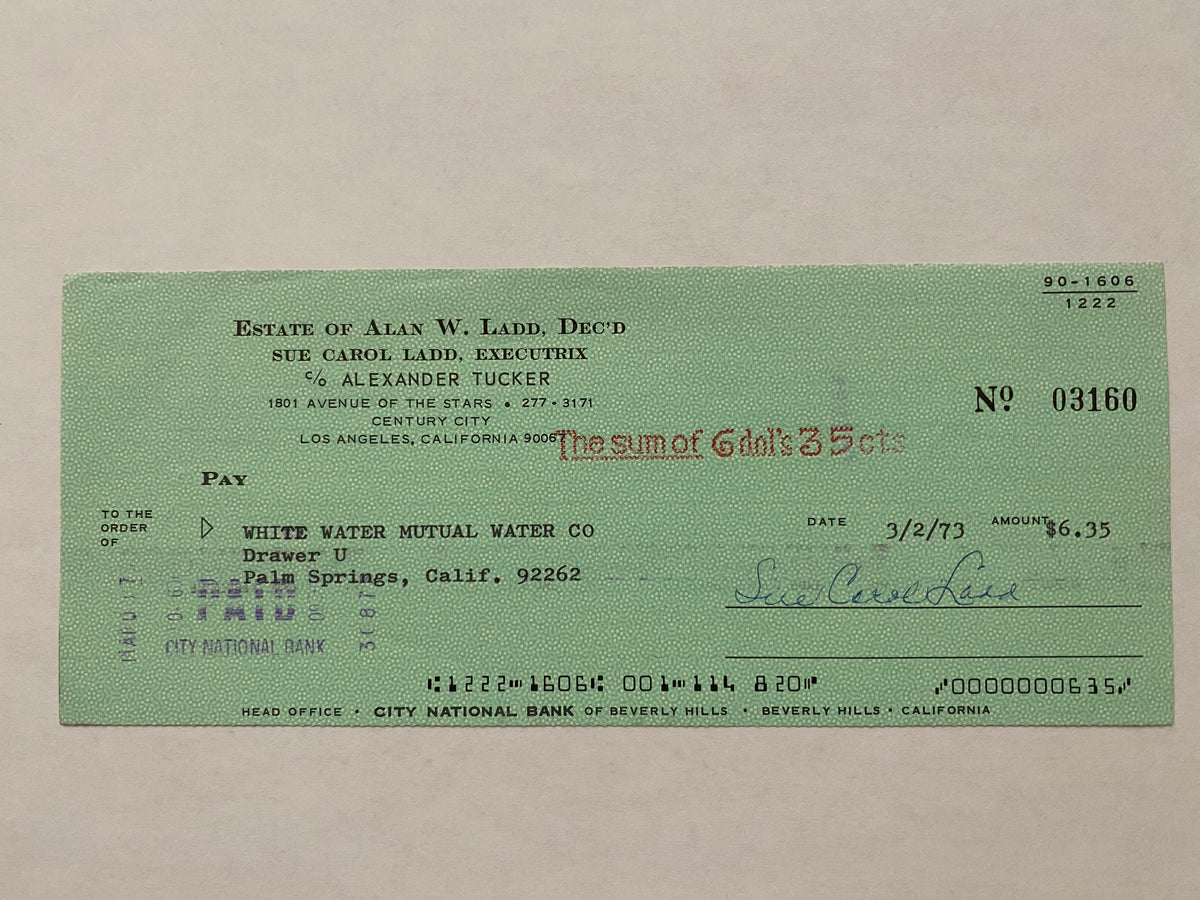 90-1606
1222
ESTATE OF ALAN W. LADD, DEC'D
SUE CAROL LADD, EXECUTRIX
c/o ALEXANDER TUCKER
1801 AVENUE OF THE STARS • 277-3171
CENTURY CITY
LOS ANGELES, CALIFORNIA 90067
Nº 03160
The sum of 6 dol's 35 cts
PAY
TO THE
ORDER
OF
WHITE WATER MUTUAL WATER CO
Drawer U
Palm Springs, Calif. 92262
DATE 3/2/73 AMOUNT $6.35
Sue Carol Ladd
PAID
CITY NATIONAL BANK
⑆1222⑉1606⑆ 001⑉114 820⑈ ⑇0000000635⑇
HEAD OFFICE • CITY NATIONAL BANK OF BEVERLY HILLS • BEVERLY HILLS • CALIFORNIA